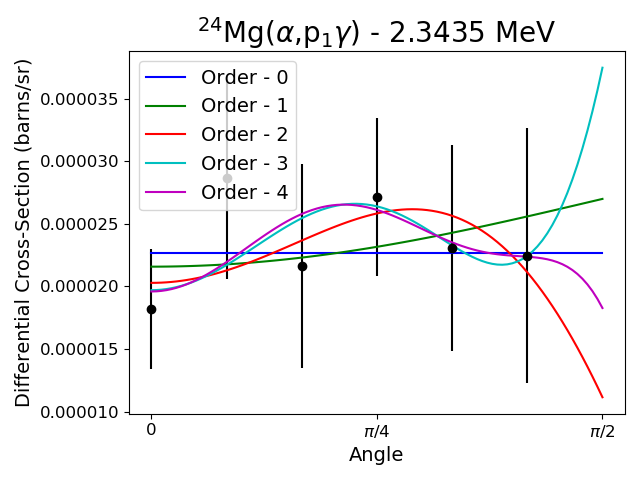 ²⁴Mg(α,p₁γ) - 2.3435 MeV
Differential Cross-Section (barns/sr)
0.000035
0.000030
0.000025
0.000020
0.000015
0.000010
Order - 0
Order - 1
Order - 2
Order - 3
Order - 4
0
π/4
π/2
Angle